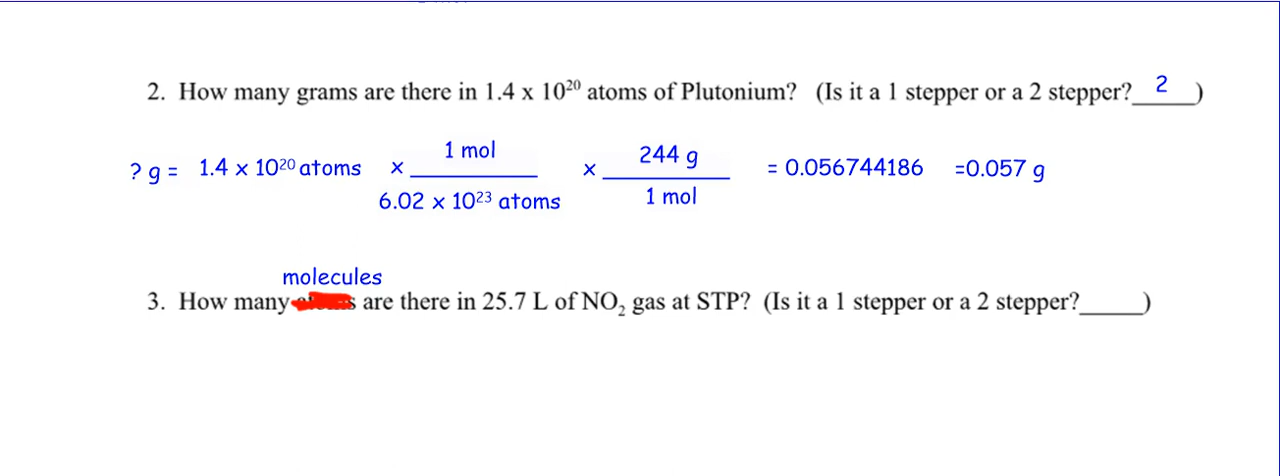 2. How many grams are there in 1.4 x 10²⁰ atoms of Plutonium? (Is it a 1 stepper or a 2 stepper?__2__)
? g = 1.4 x 10²⁰ atoms x 1 mol / 6.02 x 10²³ atoms x 244 g / 1 mol = 0.056744186 =0.057 g
molecules
3. How many are there in 25.7 L of NO₂ gas at STP? (Is it a 1 stepper or a 2 stepper?_____)